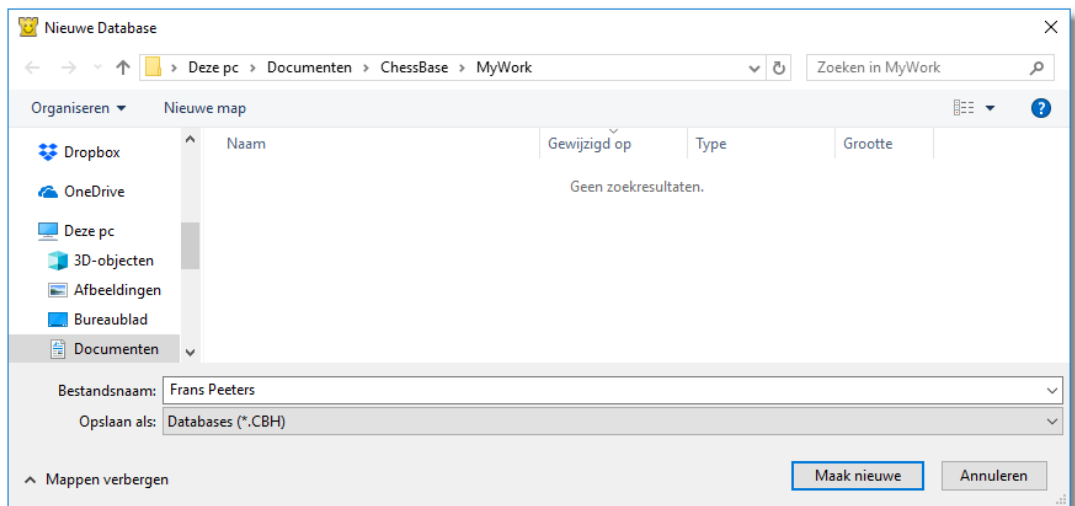 Nieuwe Database
Deze pc > Documenten > ChessBase > MyWork
Zoeken in MyWork
Organiseren
Nieuwe map
?
Naam
Gewijzigd op
Type
Grootte
Geen zoekresultaten.
Dropbox
OneDrive
Deze pc
3D-objecten
Afbeeldingen
Bureaublad
Documenten
Bestandsnaam: Frans Peeters
Opslaan als: Databases (*.CBH)
Mappen verbergen
Maak nieuwe
Annuleren